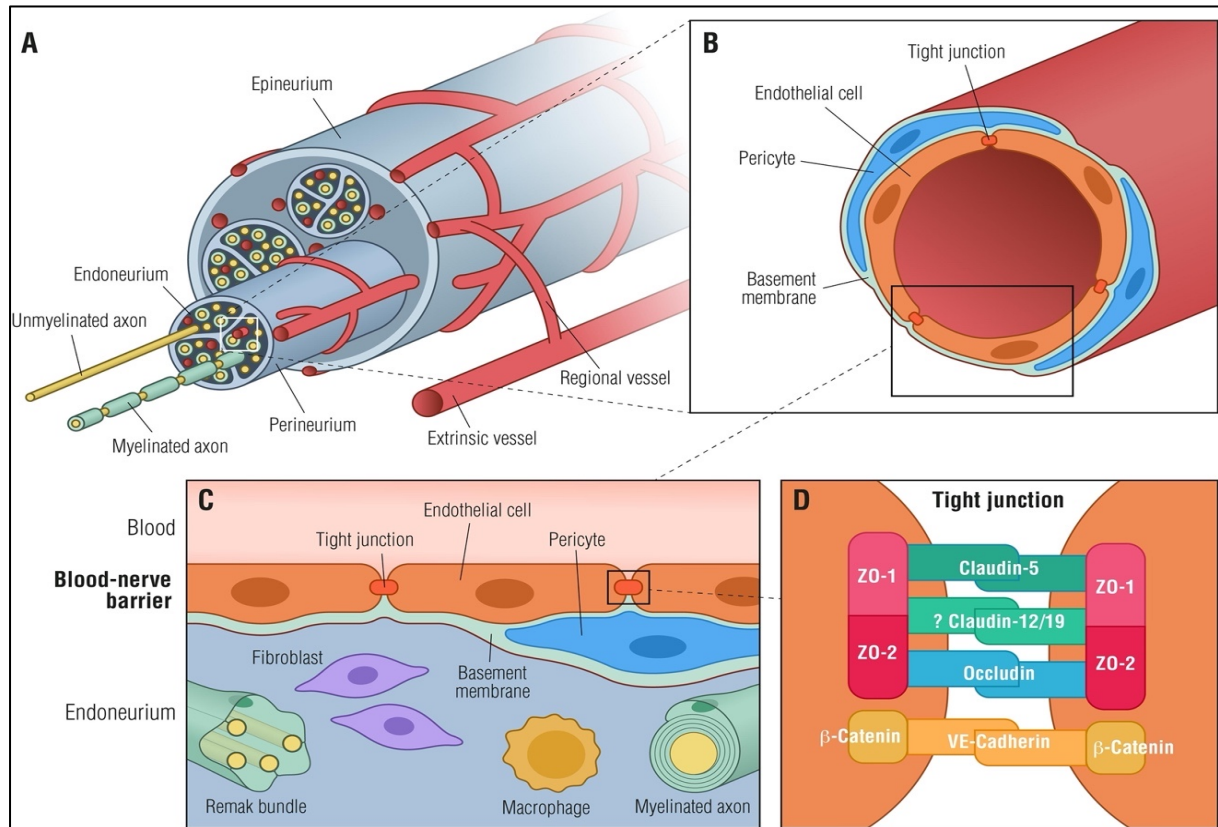 A
Epineurium
Endoneurium
Unmyelinated axon
Myelinated axon
Perineurium
Regional vessel
Extrinsic vessel
B
Tight junction
Endothelial cell
Pericyte
Basement
membrane
C
Blood
Blood-nerve
barrier
Endoneurium
Tight junction
Endothelial cell
Pericyte
Fibroblast
Basement
membrane
Remak bundle
Macrophage
Myelinated axon
D
Tight junction
ZO-1
Claudin-5
ZO-1
? Claudin-12/19
ZO-2
Occludin
ZO-2
β-Catenin
VE-Cadherin
β-Catenin